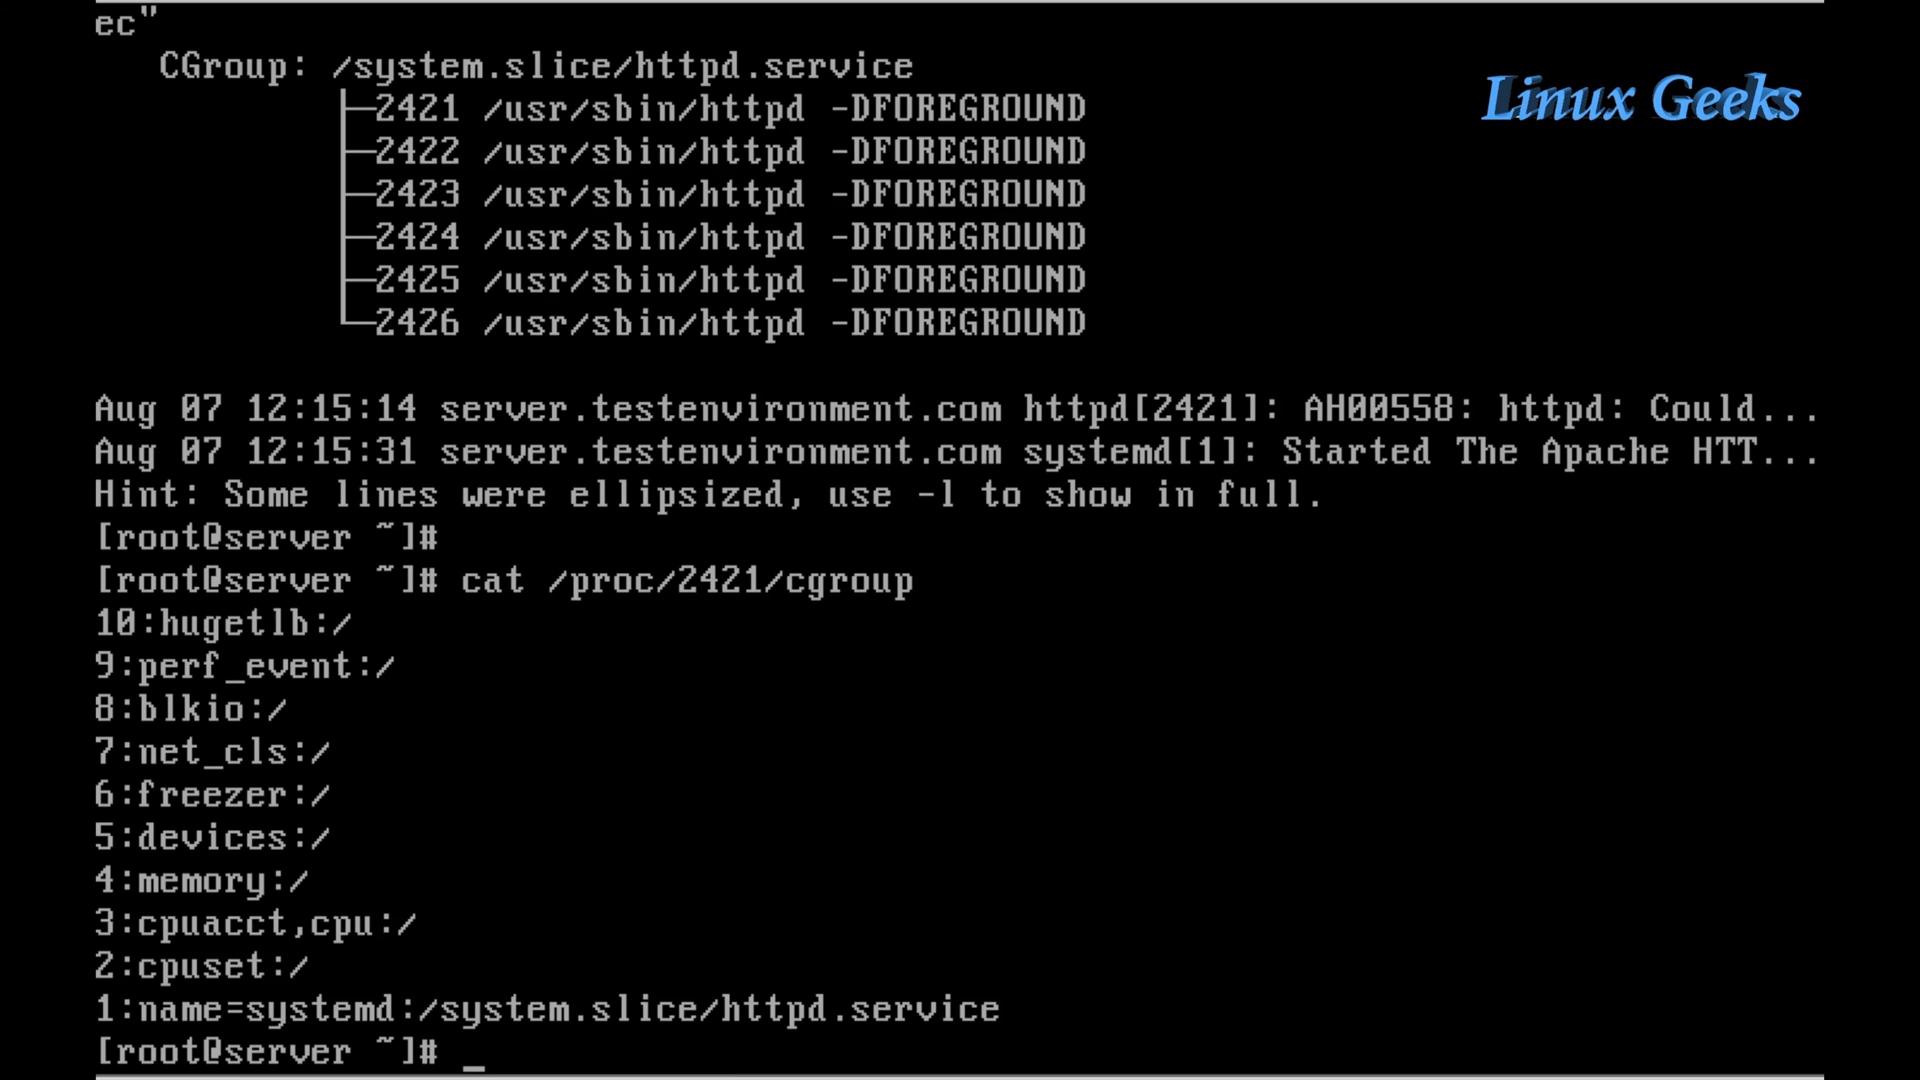 ec"
CGroup: /system.slice/httpd.service
├─2421 /usr/sbin/httpd -DFOREGROUND
├─2422 /usr/sbin/httpd -DFOREGROUND
├─2423 /usr/sbin/httpd -DFOREGROUND
├─2424 /usr/sbin/httpd -DFOREGROUND
├─2425 /usr/sbin/httpd -DFOREGROUND
└─2426 /usr/sbin/httpd -DFOREGROUND
Linux Geeks
Aug 07 12:15:14 server.testenvironment.com httpd[2421]: AH00558: httpd: Could...
Aug 07 12:15:31 server.testenvironment.com systemd[1]: Started The Apache HTT...
Hint: Some lines were ellipsized, use -l to show in full.
[root@server ~]#
[root@server ~]# cat /proc/2421/cgroup
10:hugetlb:/
9:perf_event:/
8:blkio:/
7:net_cls:/
6:freezer:/
5:devices:/
4:memory:/
3:cpuacct,cpu:/
2:cpuset:/
1:name=systemd:/system.slice/httpd.service
[root@server ~]# _